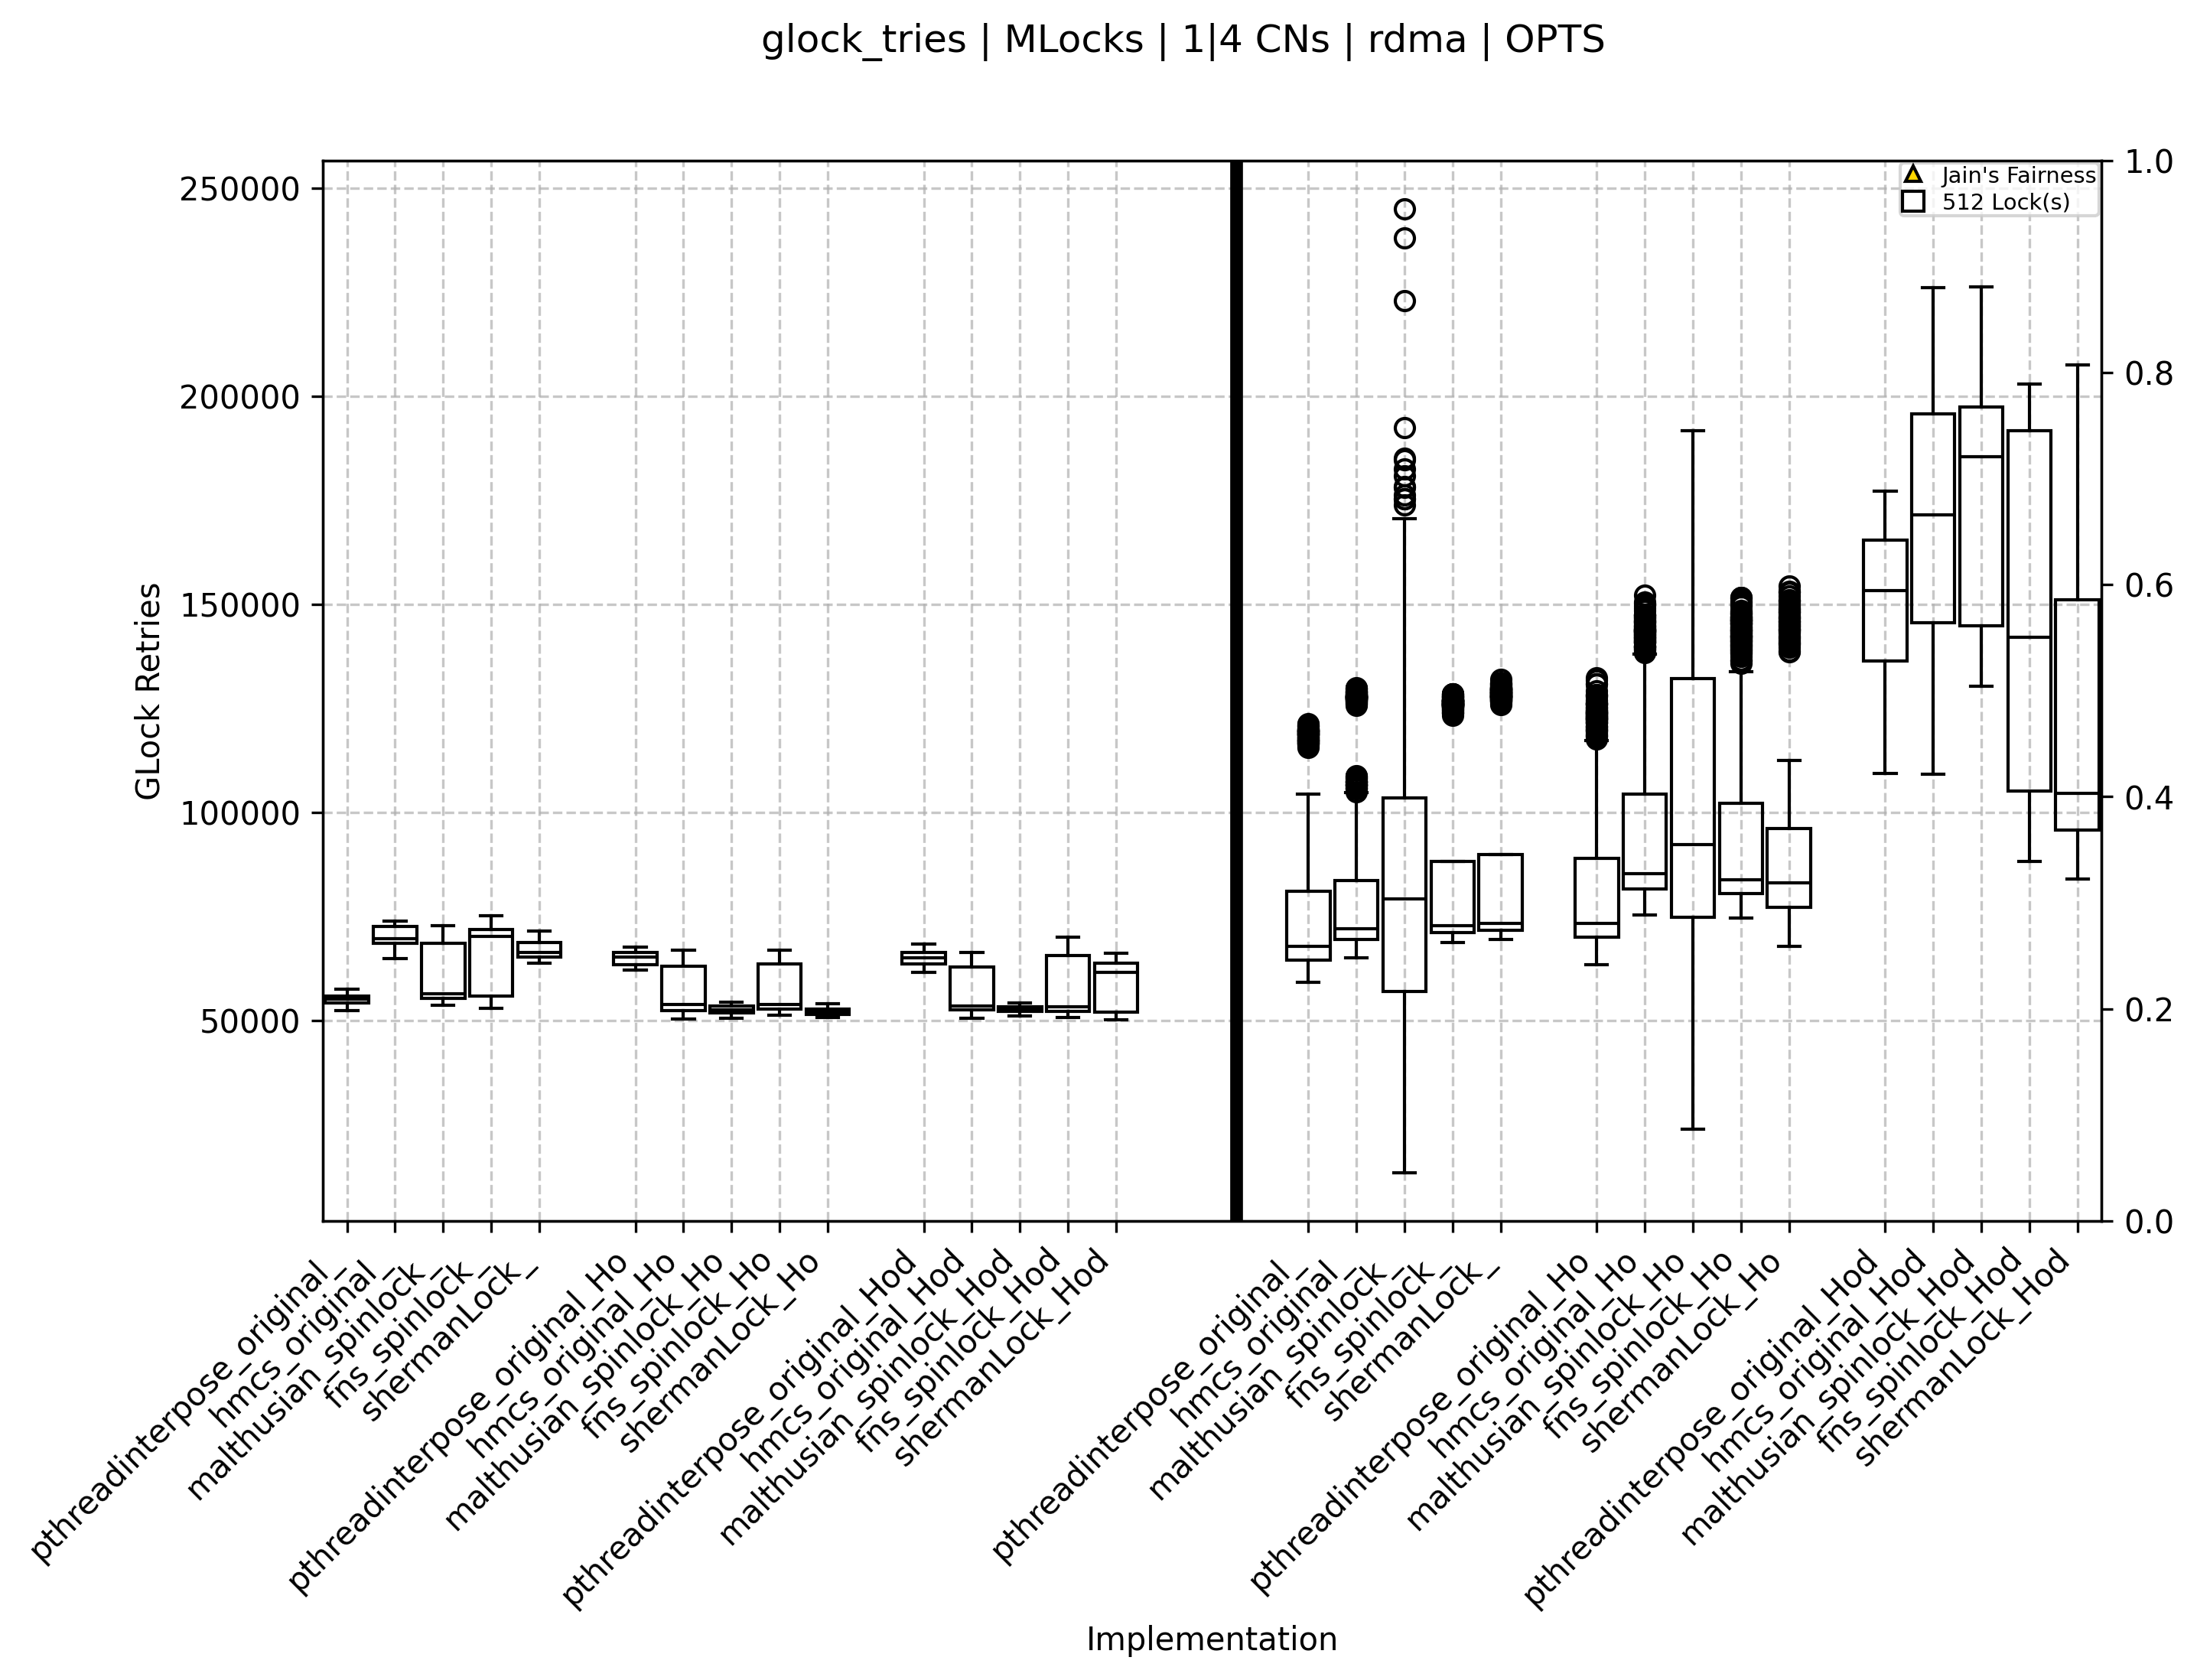 glock_tries | MLocks | 1|4 CNs | rdma | OPTS
Jain's Fairness
512 Lock(s)
GLock Retries
250000
200000
150000
100000
50000
1.0
0.8
0.6
0.4
0.2
0.0
pthreadinterpose_original_
hmcs_original_
malthusian_spinlock_
fns_spinlock_
shermanLock_
pthreadinterpose_original_Ho
hmcs_original_Ho
malthusian_spinlock_Ho
fns_spinlock_Ho
shermanLock_Ho
pthreadinterpose_original_Hod
hmcs_original_Hod
malthusian_spinlock_Hod
fns_spinlock_Hod
shermanLock_Hod
pthreadinterpose_original_
hmcs_original_
malthusian_spinlock_
fns_spinlock_
shermanLock_
pthreadinterpose_original_Ho
hmcs_original_Ho
malthusian_spinlock_Ho
fns_spinlock_Ho
shermanLock_Ho
pthreadinterpose_original_Hod
hmcs_original_Hod
malthusian_spinlock_Hod
fns_spinlock_Hod
shermanLock_Hod
Implementation